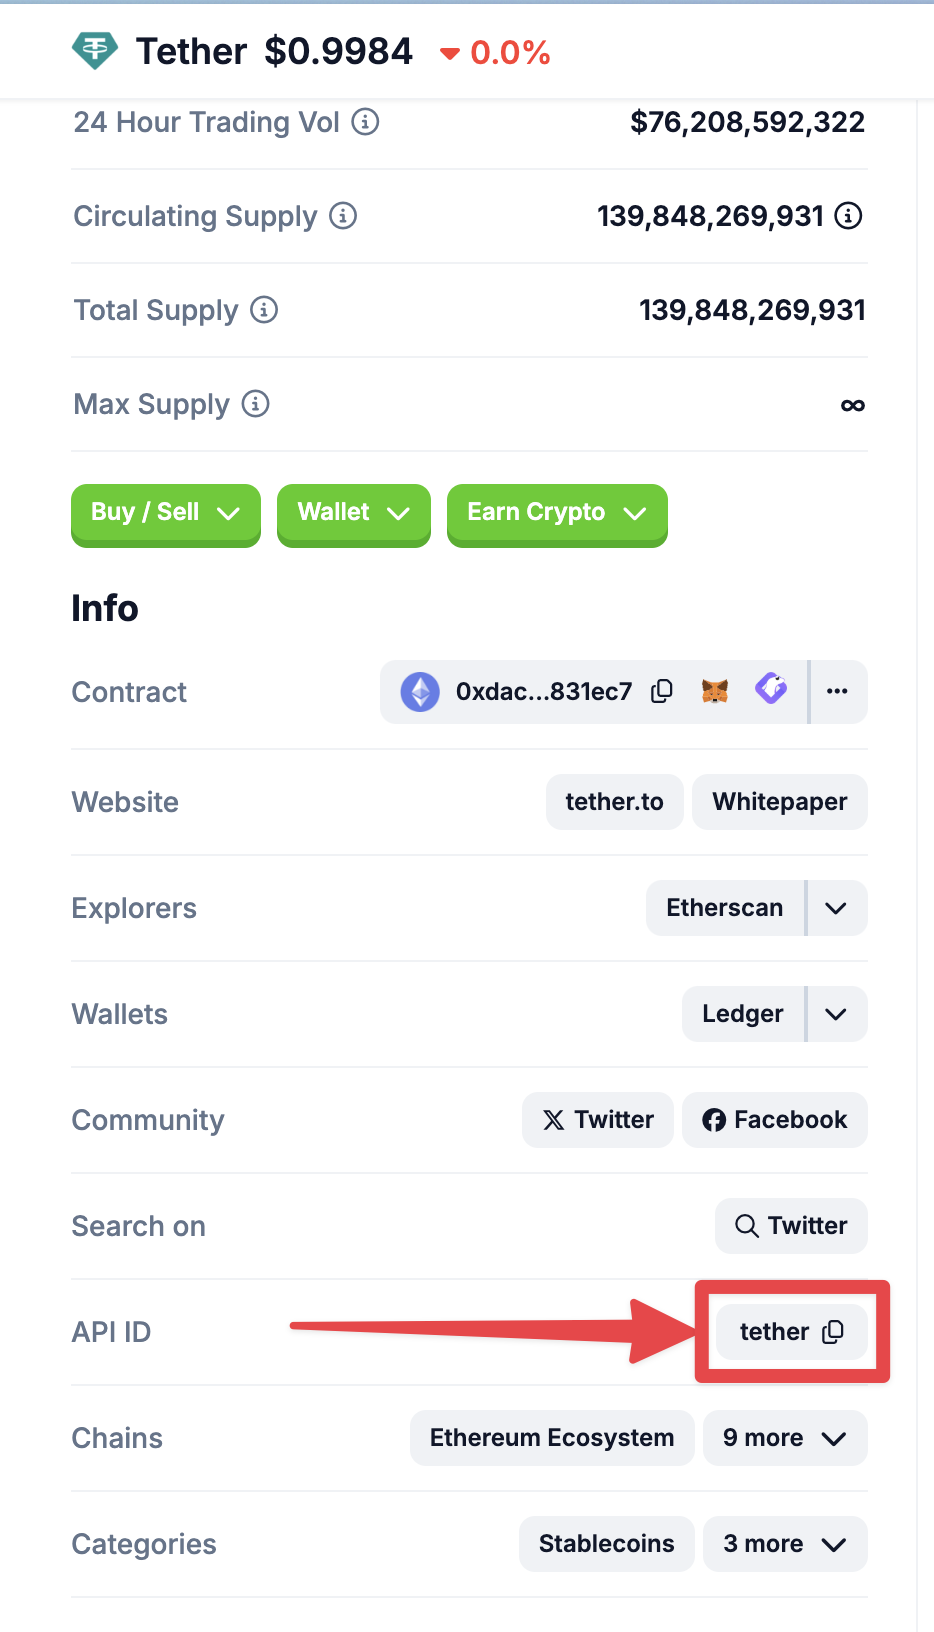 Tether $0.9984 0.0%
24 Hour Trading Vol $76,208,592,322
Circulating Supply 139,848,269,931
Total Supply 139,848,269,931
Max Supply ∞
Buy / Sell Wallet Earn Crypto
Info
Contract 0xdac...831ec7 ...
Website tether.to Whitepaper
Explorers Etherscan
Wallets Ledger
Community Twitter Facebook
Search on Twitter
API ID tether
Chains Ethereum Ecosystem 9 more
Categories Stablecoins 3 more